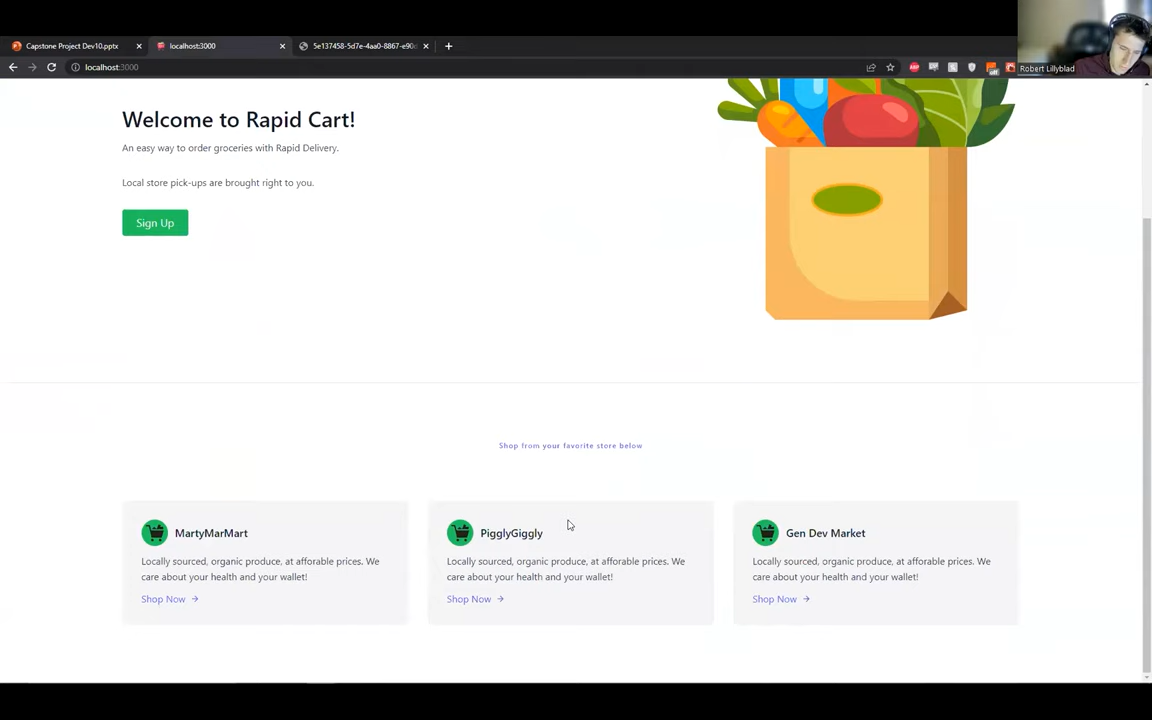 Capstone Project Dev10.pptx
localhost:3000
5e137458-5d7e-4aa0-8867-e90
localhost:3000
Robert Lillyblad
Welcome to Rapid Cart!
An easy way to order groceries with Rapid Delivery.
Local store pick-ups are brought right to you.
Sign Up
Shop from your favorite store below
MartyMarMart
Locally sourced, organic produce, at afforable prices. We
care about your health and your wallet!
Shop Now
PigglyGiggly
Locally sourced, organic produce, at afforable prices. We
care about your health and your wallet!
Shop Now
Gen Dev Market
Locally sourced, organic produce, at afforable prices. We
care about your health and your wallet!
Shop Now